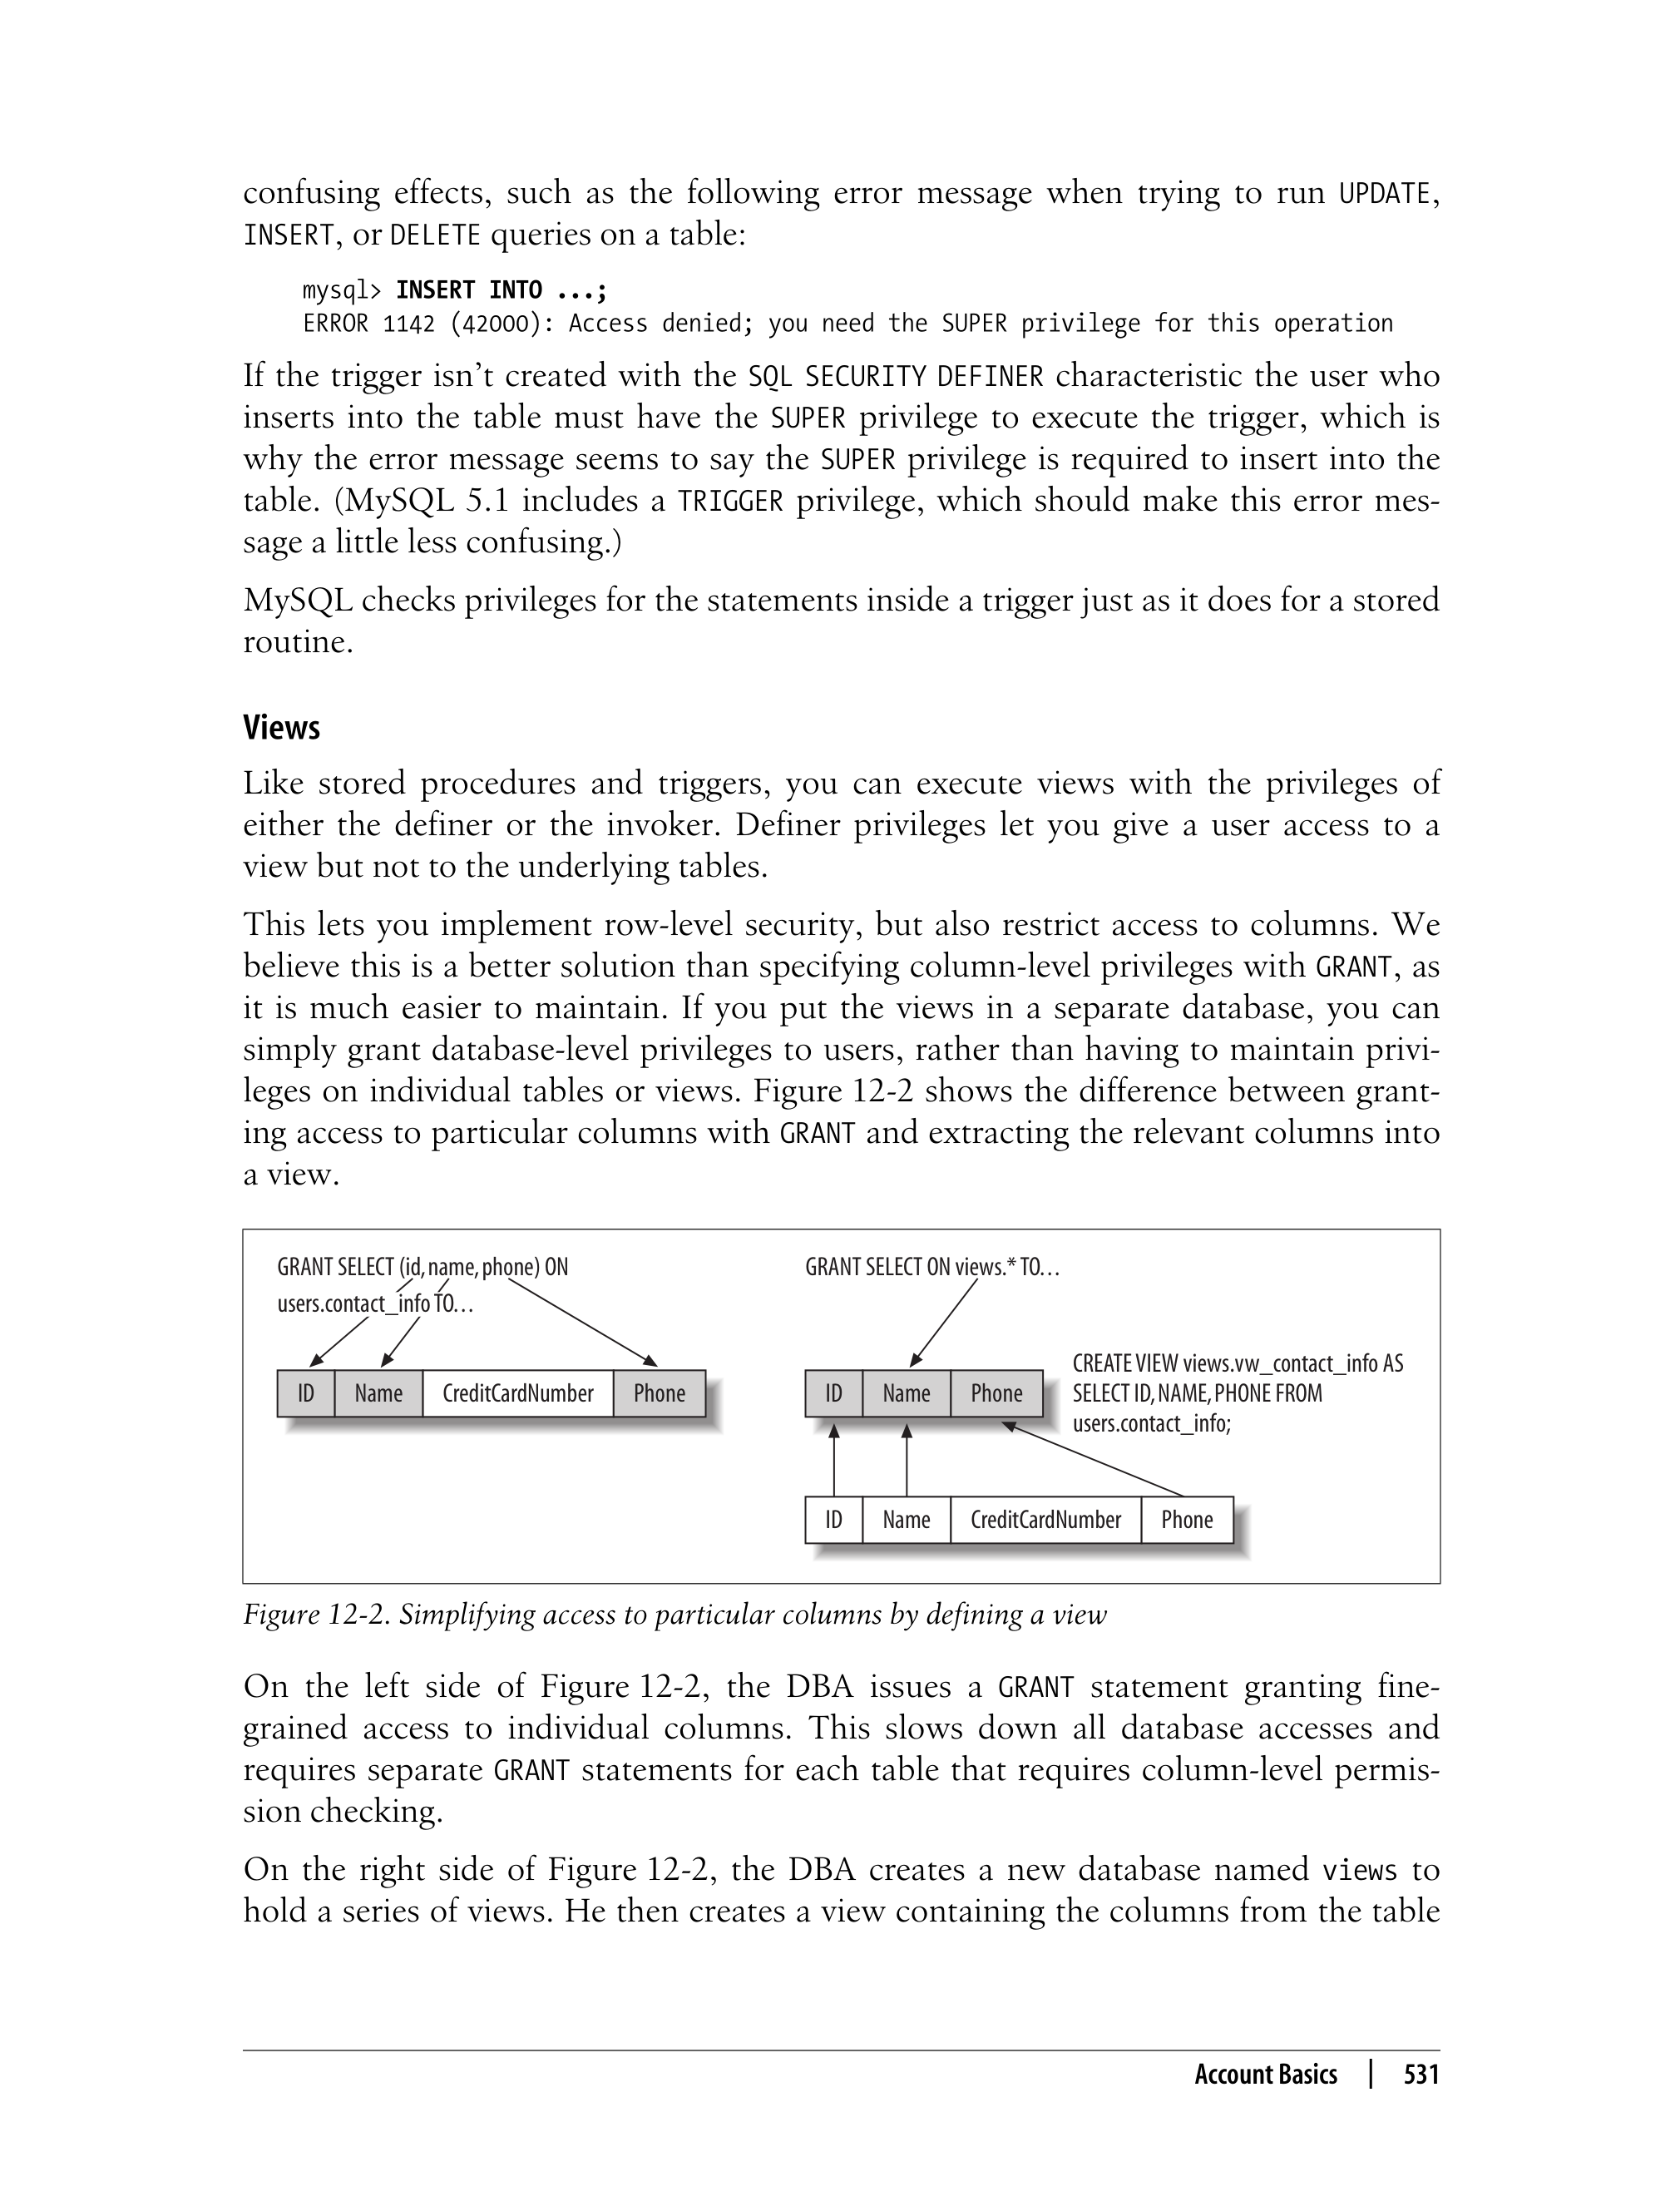 confusing effects, such as the following error message when trying to run UPDATE,
INSERT, or DELETE queries on a table:
mysql> INSERT INTO ...;
ERROR 1142 (42000): Access denied; you need the SUPER privilege for this operation
If the trigger isn’t created with the SQL SECURITY DEFINER characteristic the user who
inserts into the table must have the SUPER privilege to execute the trigger, which is
why the error message seems to say the SUPER privilege is required to insert into the
table. (MySQL 5.1 includes a TRIGGER privilege, which should make this error mes-
sage a little less confusing.)
MySQL checks privileges for the statements inside a trigger just as it does for a stored
routine.
Views
Like stored procedures and triggers, you can execute views with the privileges of
either the definer or the invoker. Definer privileges let you give a user access to a
view but not to the underlying tables.
This lets you implement row-level security, but also restrict access to columns. We
believe this is a better solution than specifying column-level privileges with GRANT, as
it is much easier to maintain. If you put the views in a separate database, you can
simply grant database-level privileges to users, rather than having to maintain privi-
leges on individual tables or views. Figure 12-2 shows the difference between grant-
ing access to particular columns with GRANT and extracting the relevant columns into
a view.
GRANT SELECT (id, name, phone) ON
users.contact_info TO...
ID Name CreditCardNumber Phone
GRANT SELECT ON views.* TO...
ID Name Phone
CREATE VIEW views.vw_contact_info AS
SELECT ID, NAME, PHONE FROM
users.contact_info;
ID Name CreditCardNumber Phone
Figure 12-2. Simplifying access to particular columns by defining a view
On the left side of Figure 12-2, the DBA issues a GRANT statement granting fine-
grained access to individual columns. This slows down all database accesses and
requires separate GRANT statements for each table that requires column-level permis-
sion checking.
On the right side of Figure 12-2, the DBA creates a new database named views to
hold a series of views. He then creates a view containing the columns from the table
Account Basics | 531